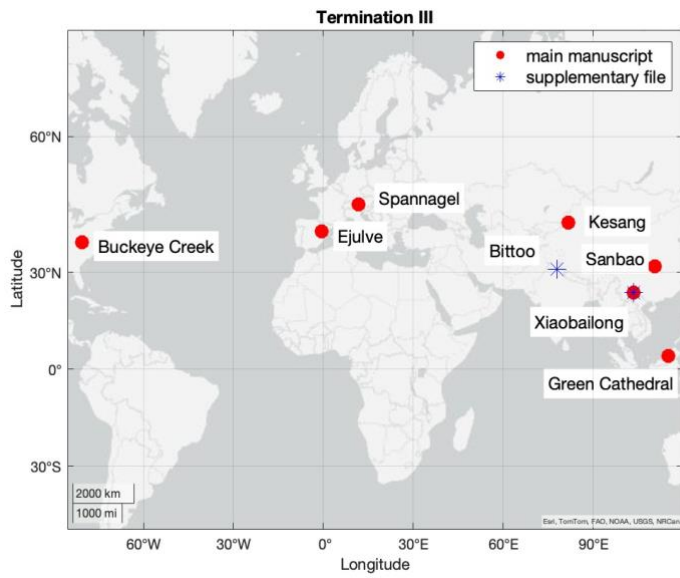 Termination III
main manuscript
supplementary file
60°N
Spannagel
Kesang
Ejulve
Buckeye Creek
Bittoo
Sanbao
30°N
Latitude
Xiaobailong
0°
Green Cathedral
30°S
2000 km
1000 mi
Esri, TomTom, FAO, NOAA, USGS, NRCan
60°W
30°W
0°
30°E
60°E
90°E
Longitude